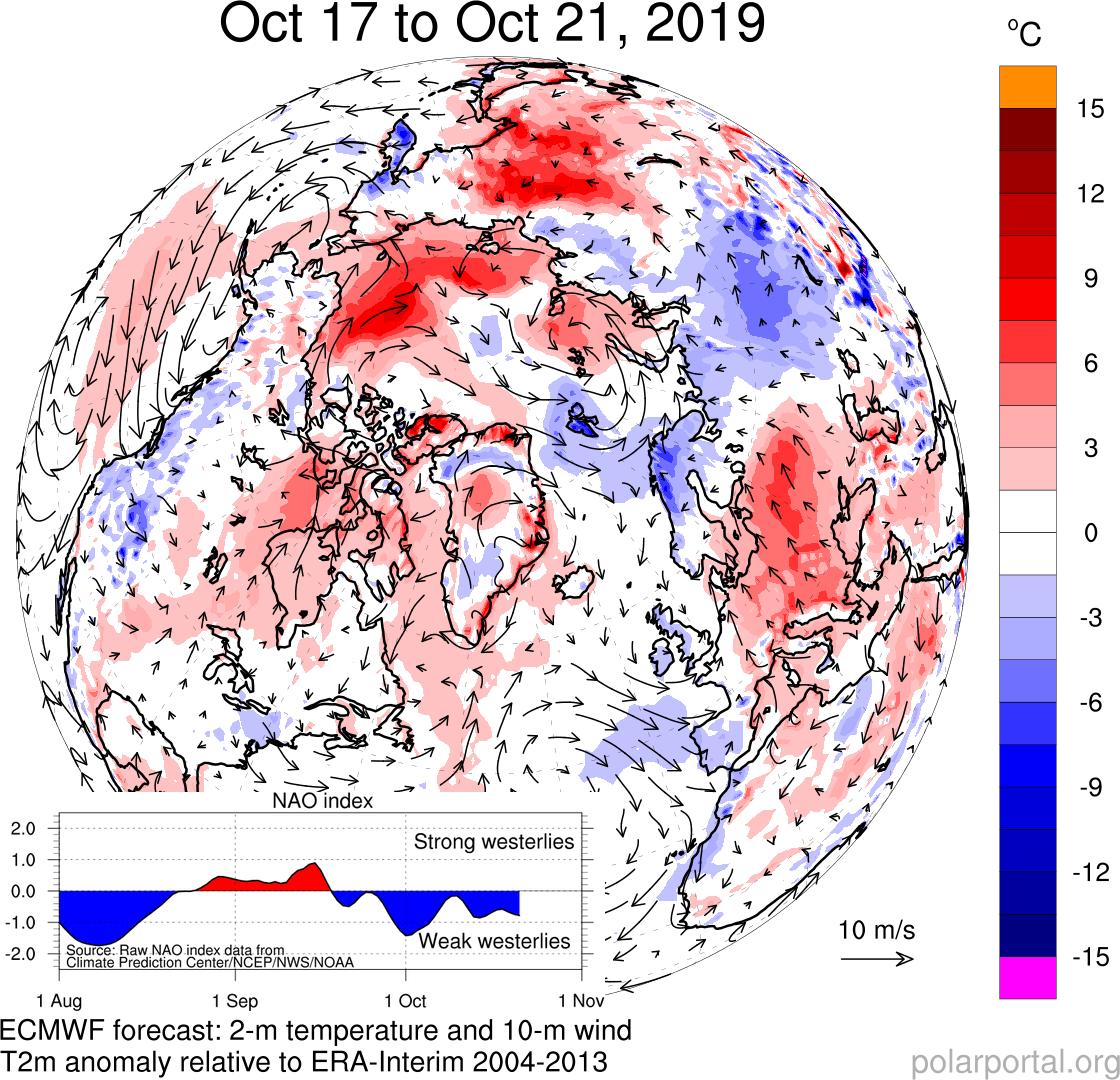 Oct 17 to Oct 21, 2019
°C
15
12
9
6
3
0
-3
-6
-9
-12
-15
NAO index
2.0
1.0
0.0
-1.0
-2.0
Strong westerlies
Weak westerlies
Source: Raw NAO index data from
Climate Prediction Center/NCEP/NWS/NOAA
1 Aug
1 Sep
1 Oct
1 Nov
10 m/s
ECMWF forecast: 2-m temperature and 10-m wind
T2m anomaly relative to ERA-Interim 2004-2013
polarportal.org